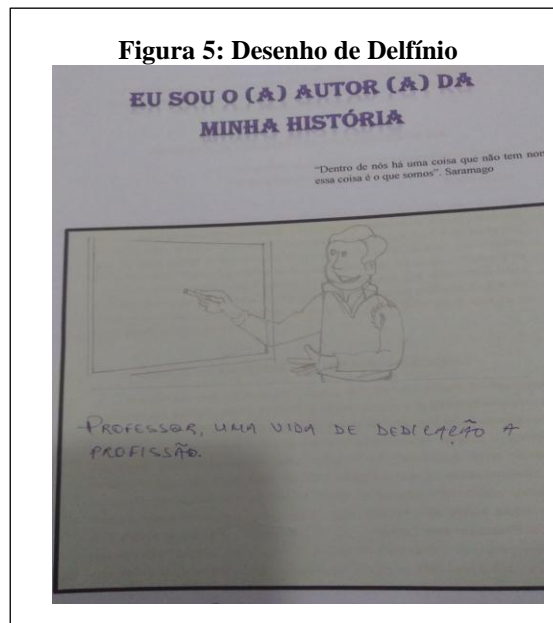 Figura 5: Desenho de Delfínio
EU SOU O (A) AUTOR (A) DA
MINHA HISTÓRIA
"Dentro de nós há uma coisa que não tem
essa coisa é o que somos". Saramago
PROFESSOR, UMA VIDA DE DEDICAÇÃO A
PROFISSÃO.